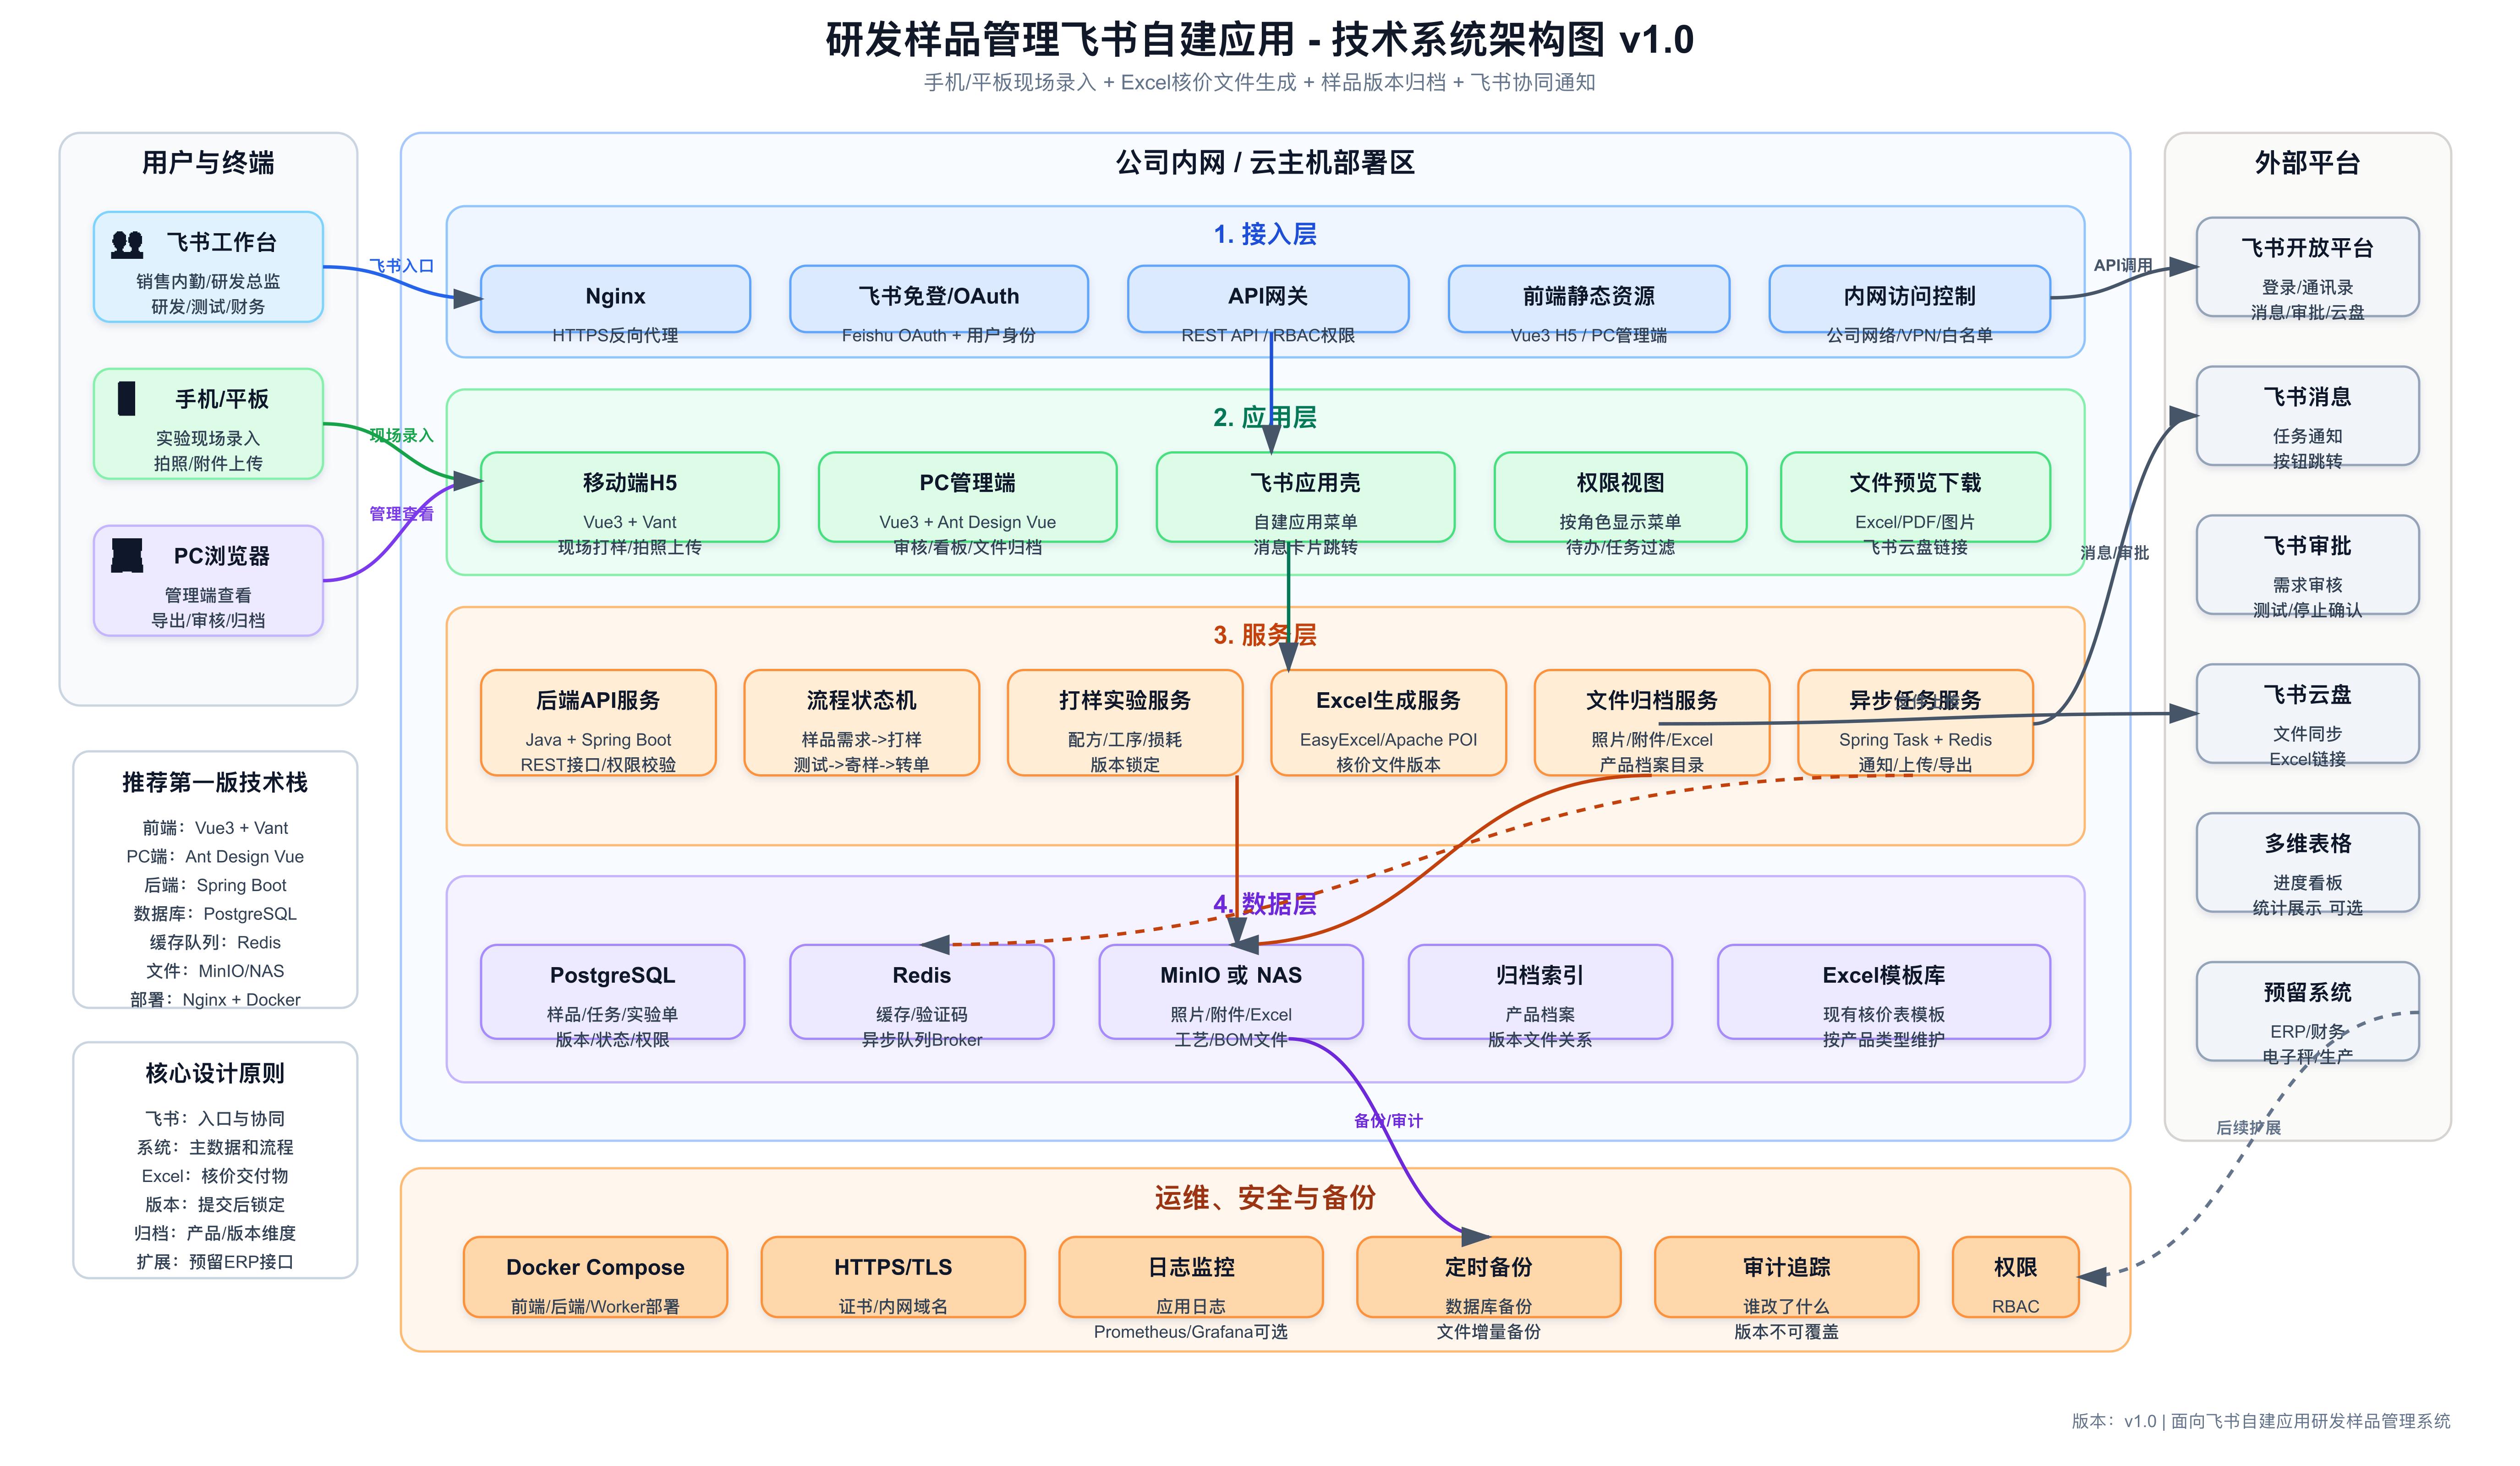 研发样品管理飞书自建应用 - 技术系统架构图 v1.0
手机/平板现场录入 + Excel核价文件生成 + 样品版本归档 + 飞书协同通知
用户与终端
飞书工作台
销售内勤/研发总监
研发/测试/财务
手机/平板
实验现场录入
拍照/附件上传
PC浏览器
管理端查看
导出/审核/归档
飞书入口
现场录入
管理查看
推荐第一版技术栈
前端：Vue3 + Vant
PC端：Ant Design Vue
后端：Spring Boot
数据库：PostgreSQL
缓存队列：Redis
文件：MinIO/NAS
部署：Nginx + Docker
核心设计原则
飞书：入口与协同
系统：主数据和流程
Excel：核价交付物
版本：提交后锁定
归档：产品/版本维度
扩展：预留ERP接口
公司内网 / 云主机部署区
1. 接入层
Nginx
HTTPS反向代理
飞书免登/OAuth
Feishu OAuth + 用户身份
API网关
REST API / RBAC权限
前端静态资源
Vue3 H5 / PC管理端
内网访问控制
公司网络/VPN/白名单
2. 应用层
移动端H5
Vue3 + Vant
现场打样/拍照上传
PC管理端
Vue3 + Ant Design Vue
审核/看板/文件归档
飞书应用壳
自建应用菜单
消息卡片跳转
权限视图
按角色显示菜单
待办/任务过滤
文件预览下载
Excel/PDF/图片
飞书云盘链接
3. 服务层
后端API服务
Java + Spring Boot
REST接口/权限校验
流程状态机
样品需求->打样
测试->寄样->转单
打样实验服务
配方/工序/损耗
版本锁定
Excel生成服务
EasyExcel/Apache POI
核价文件版本
文件归档服务
照片/附件/Excel
产品档案目录
异步任务服务
Spring Task + Redis
通知/上传/导出
4. 数据层
PostgreSQL
样品/任务/实验单
版本/状态/权限
Redis
缓存/验证码
异步队列Broker
MinIO 或 NAS
照片/附件/Excel
工艺/BOM文件
归档索引
产品档案
版本文件关系
Excel模板库
现有核价表模板
按产品类型维护
备份/审计
运维、安全与备份
Docker Compose
前端/后端/Worker部署
HTTPS/TLS
证书/内网域名
日志监控
应用日志
Prometheus/Grafana可选
定时备份
数据库备份
文件增量备份
审计追踪
谁改了什么
版本不可覆盖
权限
RBAC
API调用
消息/审批
外部平台
飞书开放平台
登录/通讯录
消息/审批/云盘
飞书消息
任务通知
按钮跳转
飞书审批
需求审核
测试/停止确认
飞书云盘
文件同步
Excel链接
多维表格
进度看板
统计展示 可选
预留系统
ERP/财务
电子秤/生产
后续扩展
版本：v1.0 | 面向飞书自建应用研发样品管理系统